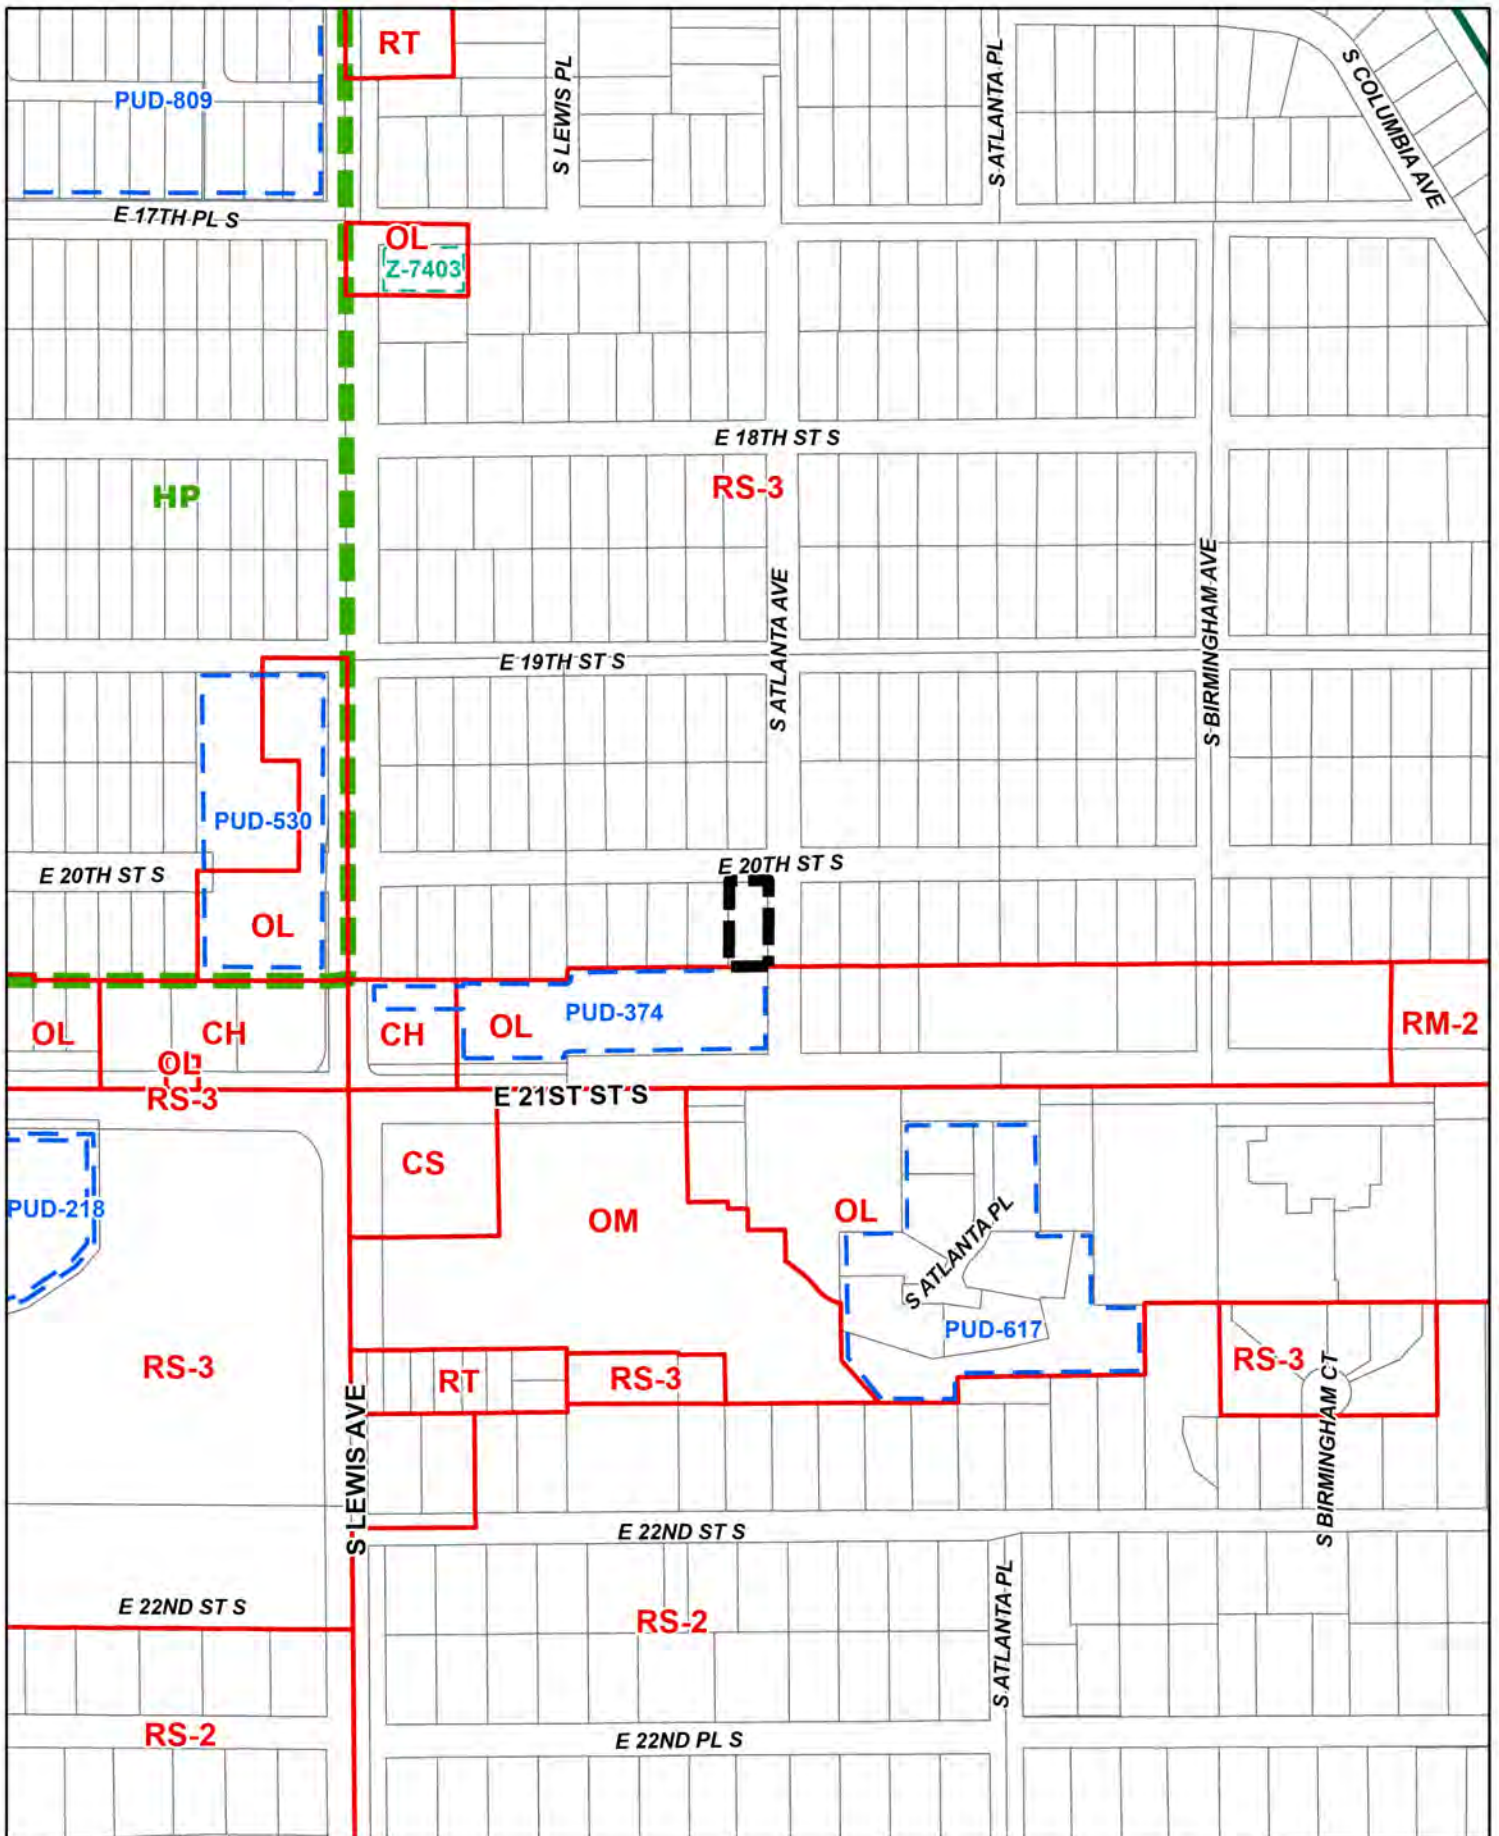 RT
PUD-809
S LEWIS PL
S ATLANTA PL
S COLUMBIA AVE
E 17TH PL S
OL
Z-7403
E 18TH ST S
RS-3
HP
S ATLANTA AVE
S BIRMINGHAM AVE
E 19TH ST S
PUD-530
E 20TH ST S
E 20TH ST S
OL
PUD-374
OL
CH
CH
OL
RM-2
OL
RS-3
E 21ST ST S
CS
PUD-218
OM
OL
S ATLANTA PL
PUD-617
RS-3
RS-3
RT
RS-3
S BIRMINGHAM CT
S LEWIS AVE
E 22ND ST S
S ATLANTA PL
E 22ND ST S
RS-2
RS-2
E 22ND PL S